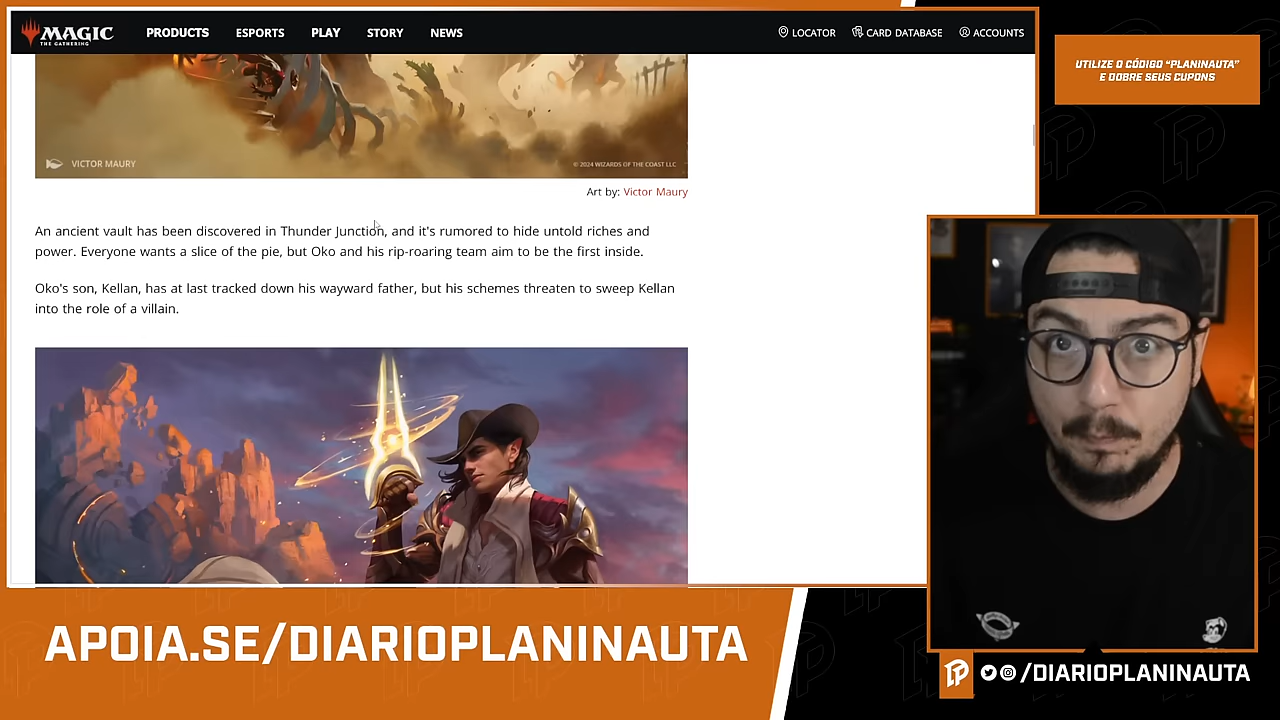 MAGIC
THE GATHERING
PRODUCTS
ESPORTS
PLAY
STORY
NEWS
LOCATOR
CARD DATABASE
ACCOUNTS
UTILIZE O CÓDIGO “PLANINAUTA”
E DOBRE SEUS CUPONS
VICTOR MAURY
© 2024 WIZARDS OF THE COAST LLC
Art by: Victor Maury
An ancient vault has been discovered in Thunder Junction, and it's rumored to hide untold riches and
power. Everyone wants a slice of the pie, but Oko and his rip-roaring team aim to be the first inside.
Oko's son, Kellan, has at last tracked down his wayward father, but his schemes threaten to sweep Kellan
into the role of a villain.
APOIA.SE/DIARIOPLANINAUTA
/DIARIOPLANINAUTA